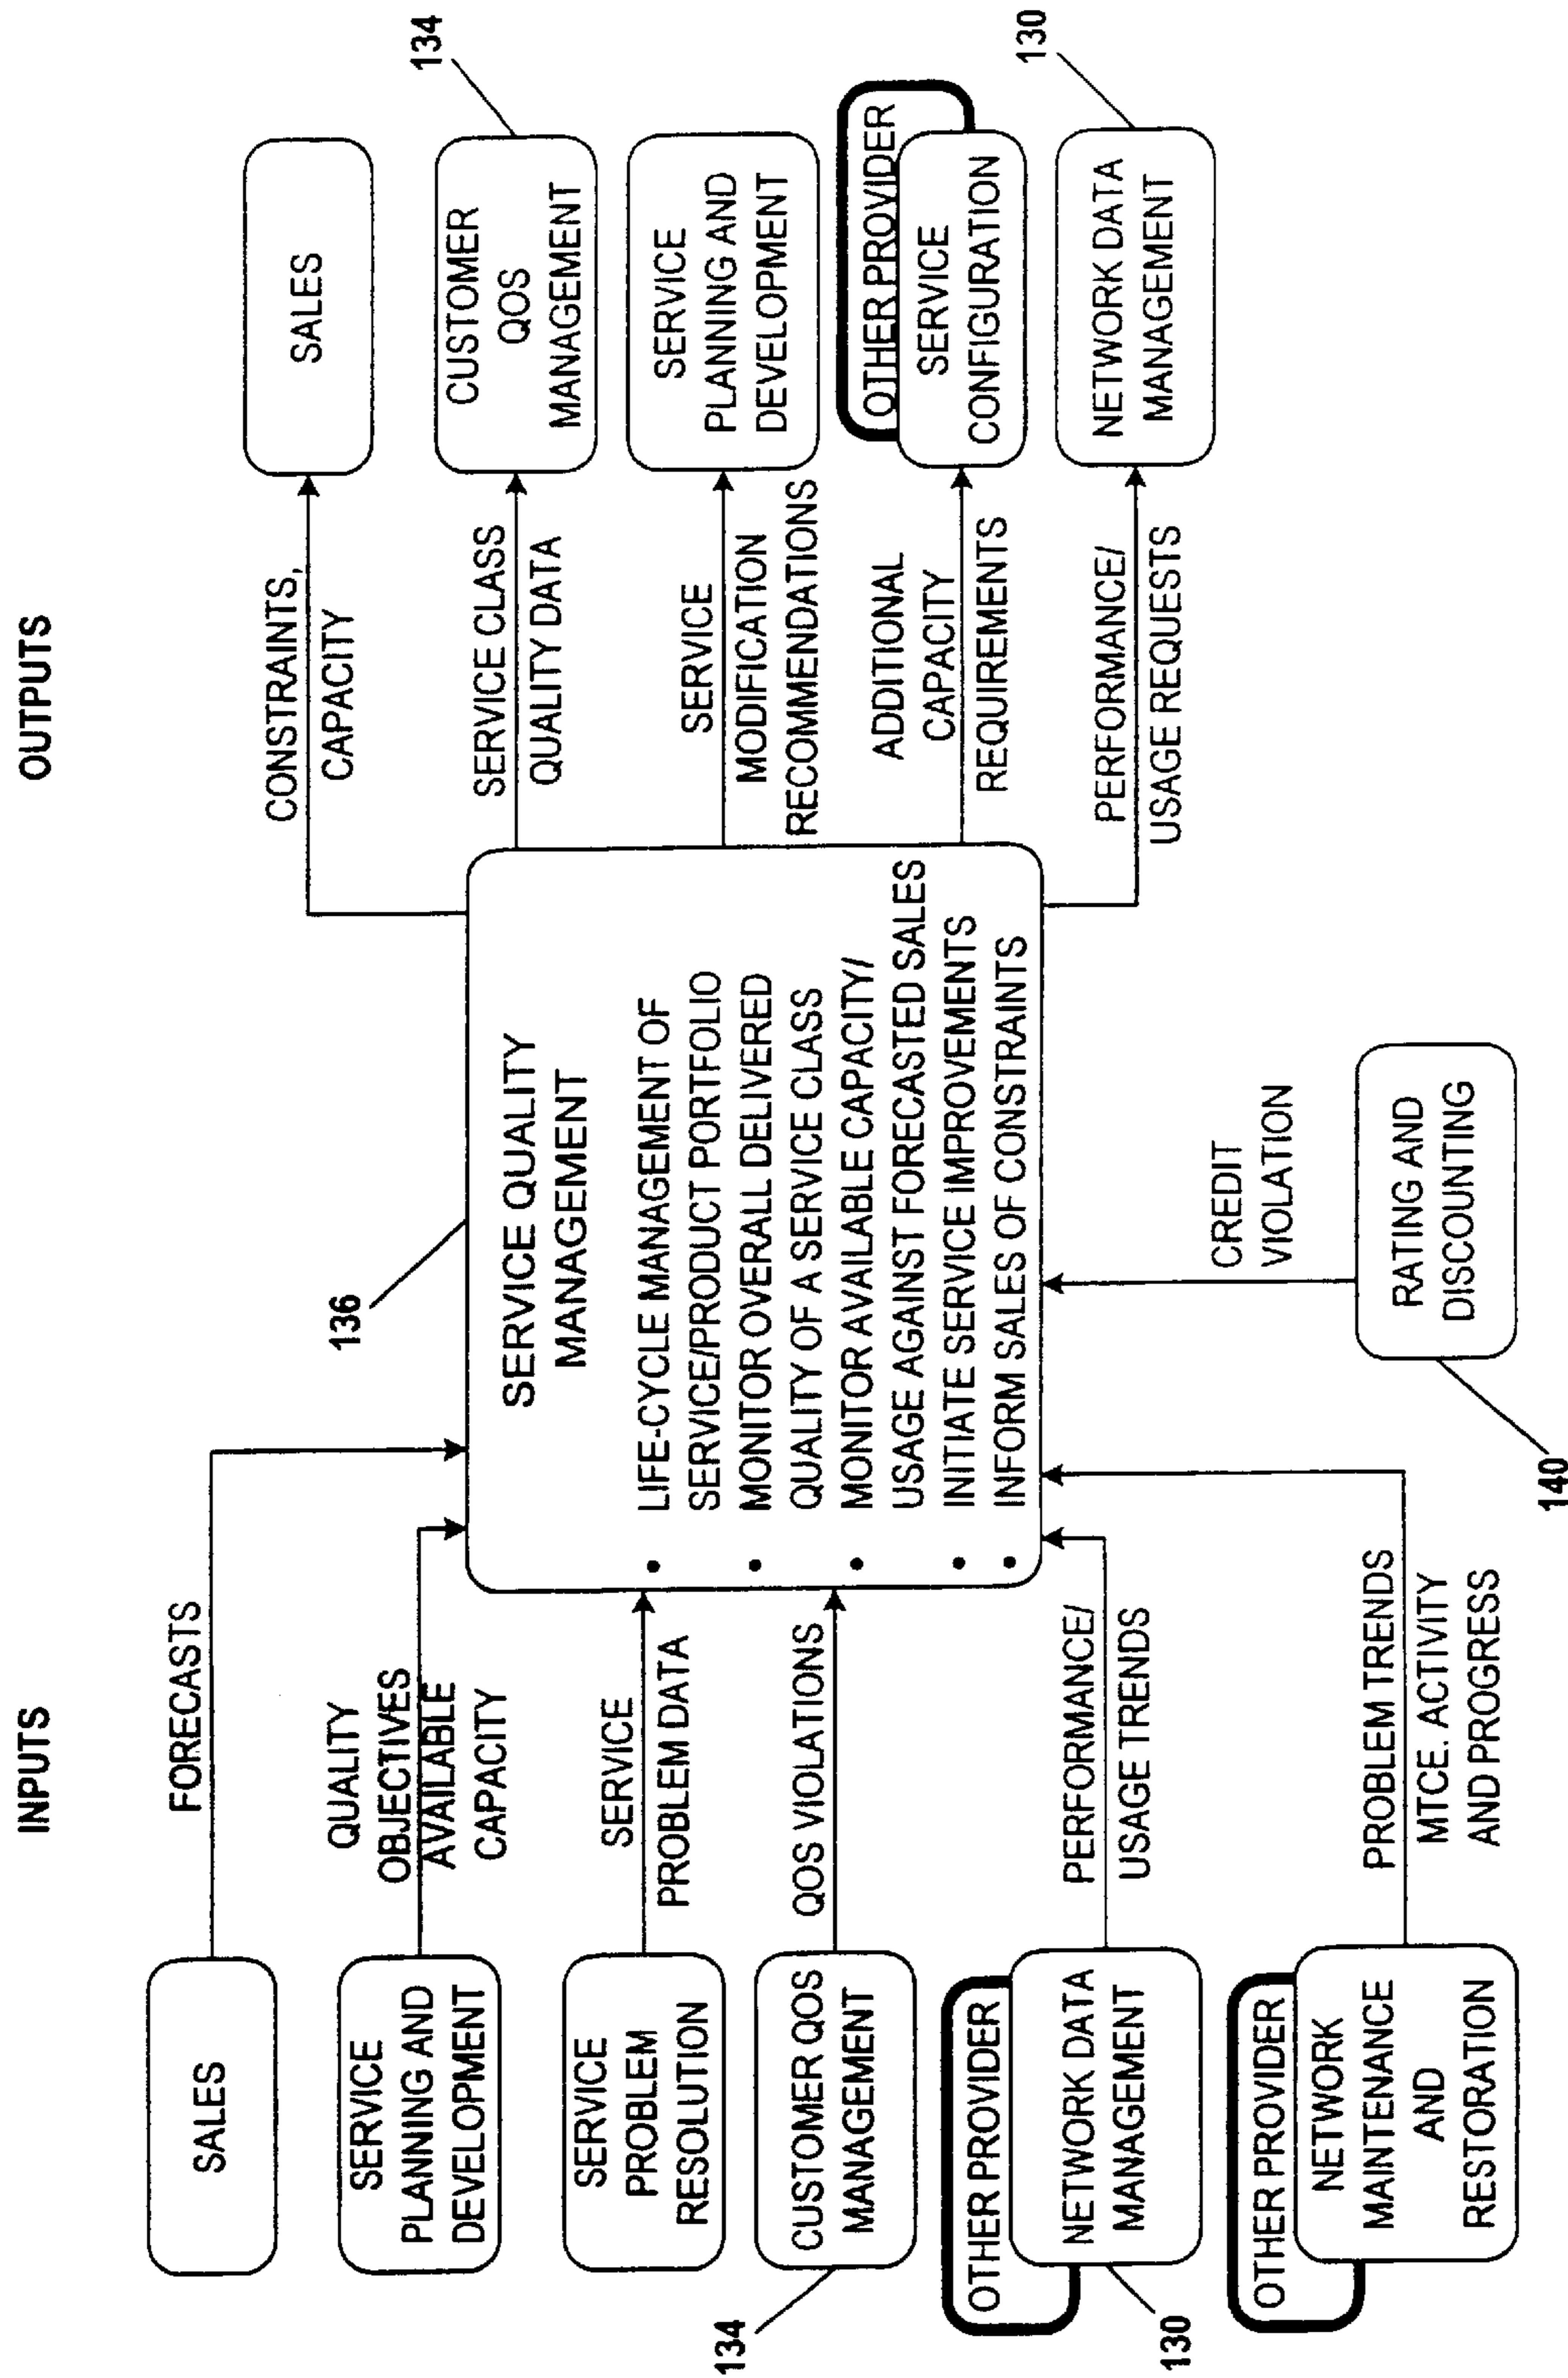 INPUTS
OUTPUTS
SALES
FORECASTS
SERVICE
PLANNING AND
DEVELOPMENT
QUALITY
OBJECTIVES
AVAILABLE
CAPACITY
SERVICE
PROBLEM
RESOLUTION
SERVICE
PROBLEM DATA
CUSTOMER QOS
MANAGEMENT
134
QOS VIOLATIONS
OTHER PROVIDER
NETWORK DATA
MANAGEMENT
130
PERFORMANCE/
USAGE TRENDS
OTHER PROVIDER
NETWORK
MAINTENANCE
AND
RESTORATION
PROBLEM TRENDS
MTCE. ACTIVITY
AND PROGRESS
136
SERVICE QUALITY
MANAGEMENT
• LIFE-CYCLE MANAGEMENT OF
SERVICE/PRODUCT PORTFOLIO
• MONITOR OVERALL DELIVERED
QUALITY OF A SERVICE CLASS
• MONITOR AVAILABLE CAPACITY/
USAGE AGAINST FORECASTED SALES
• INITIATE SERVICE IMPROVEMENTS
• INFORM SALES OF CONSTRAINTS
CREDIT
VIOLATION
RATING AND
DISCOUNTING
140
CONSTRAINTS,
CAPACITY
SALES
SERVICE CLASS
QUALITY DATA
CUSTOMER
QOS
MANAGEMENT
134
SERVICE
MODIFICATION
RECOMMENDATIONS
SERVICE
PLANNING AND
DEVELOPMENT
ADDITIONAL
CAPACITY
REQUIREMENTS
OTHER PROVIDER
SERVICE
CONFIGURATION
PERFORMANCE/
USAGE REQUESTS
NETWORK DATA
MANAGEMENT
130